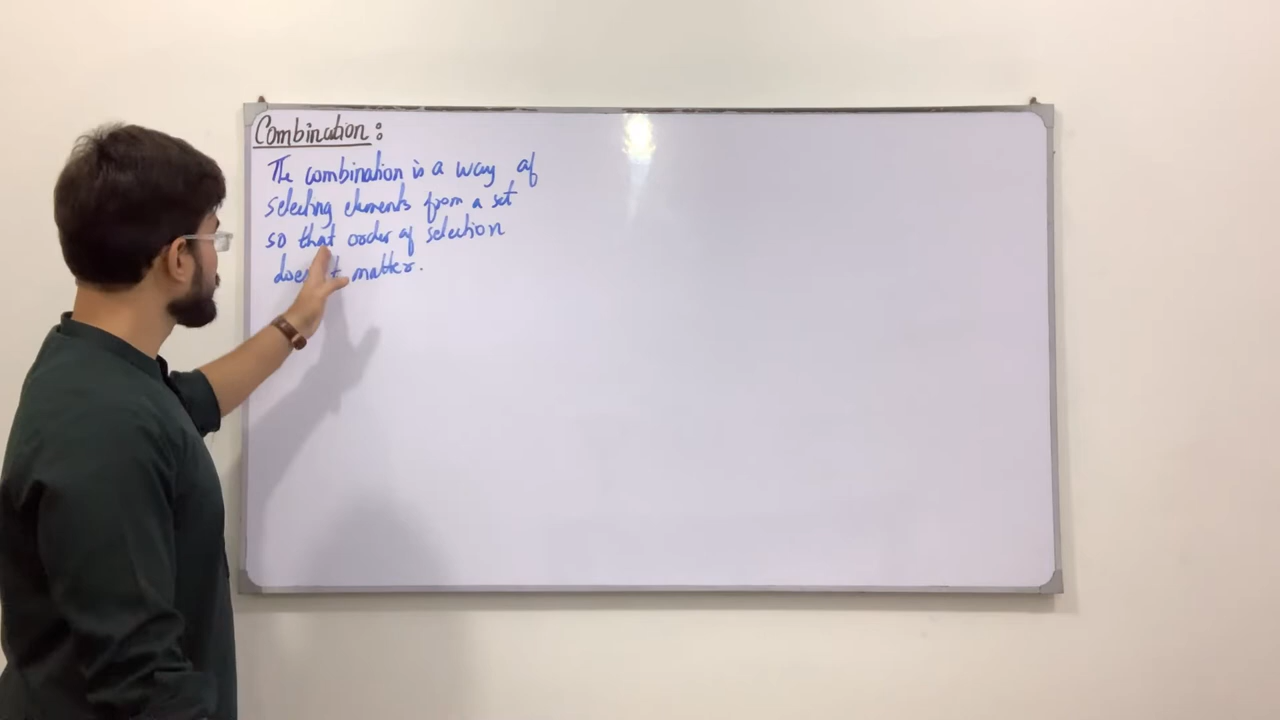 Combination:
The combination is a way of
selecting elements from a set
so that order of selection
doesn't matter.